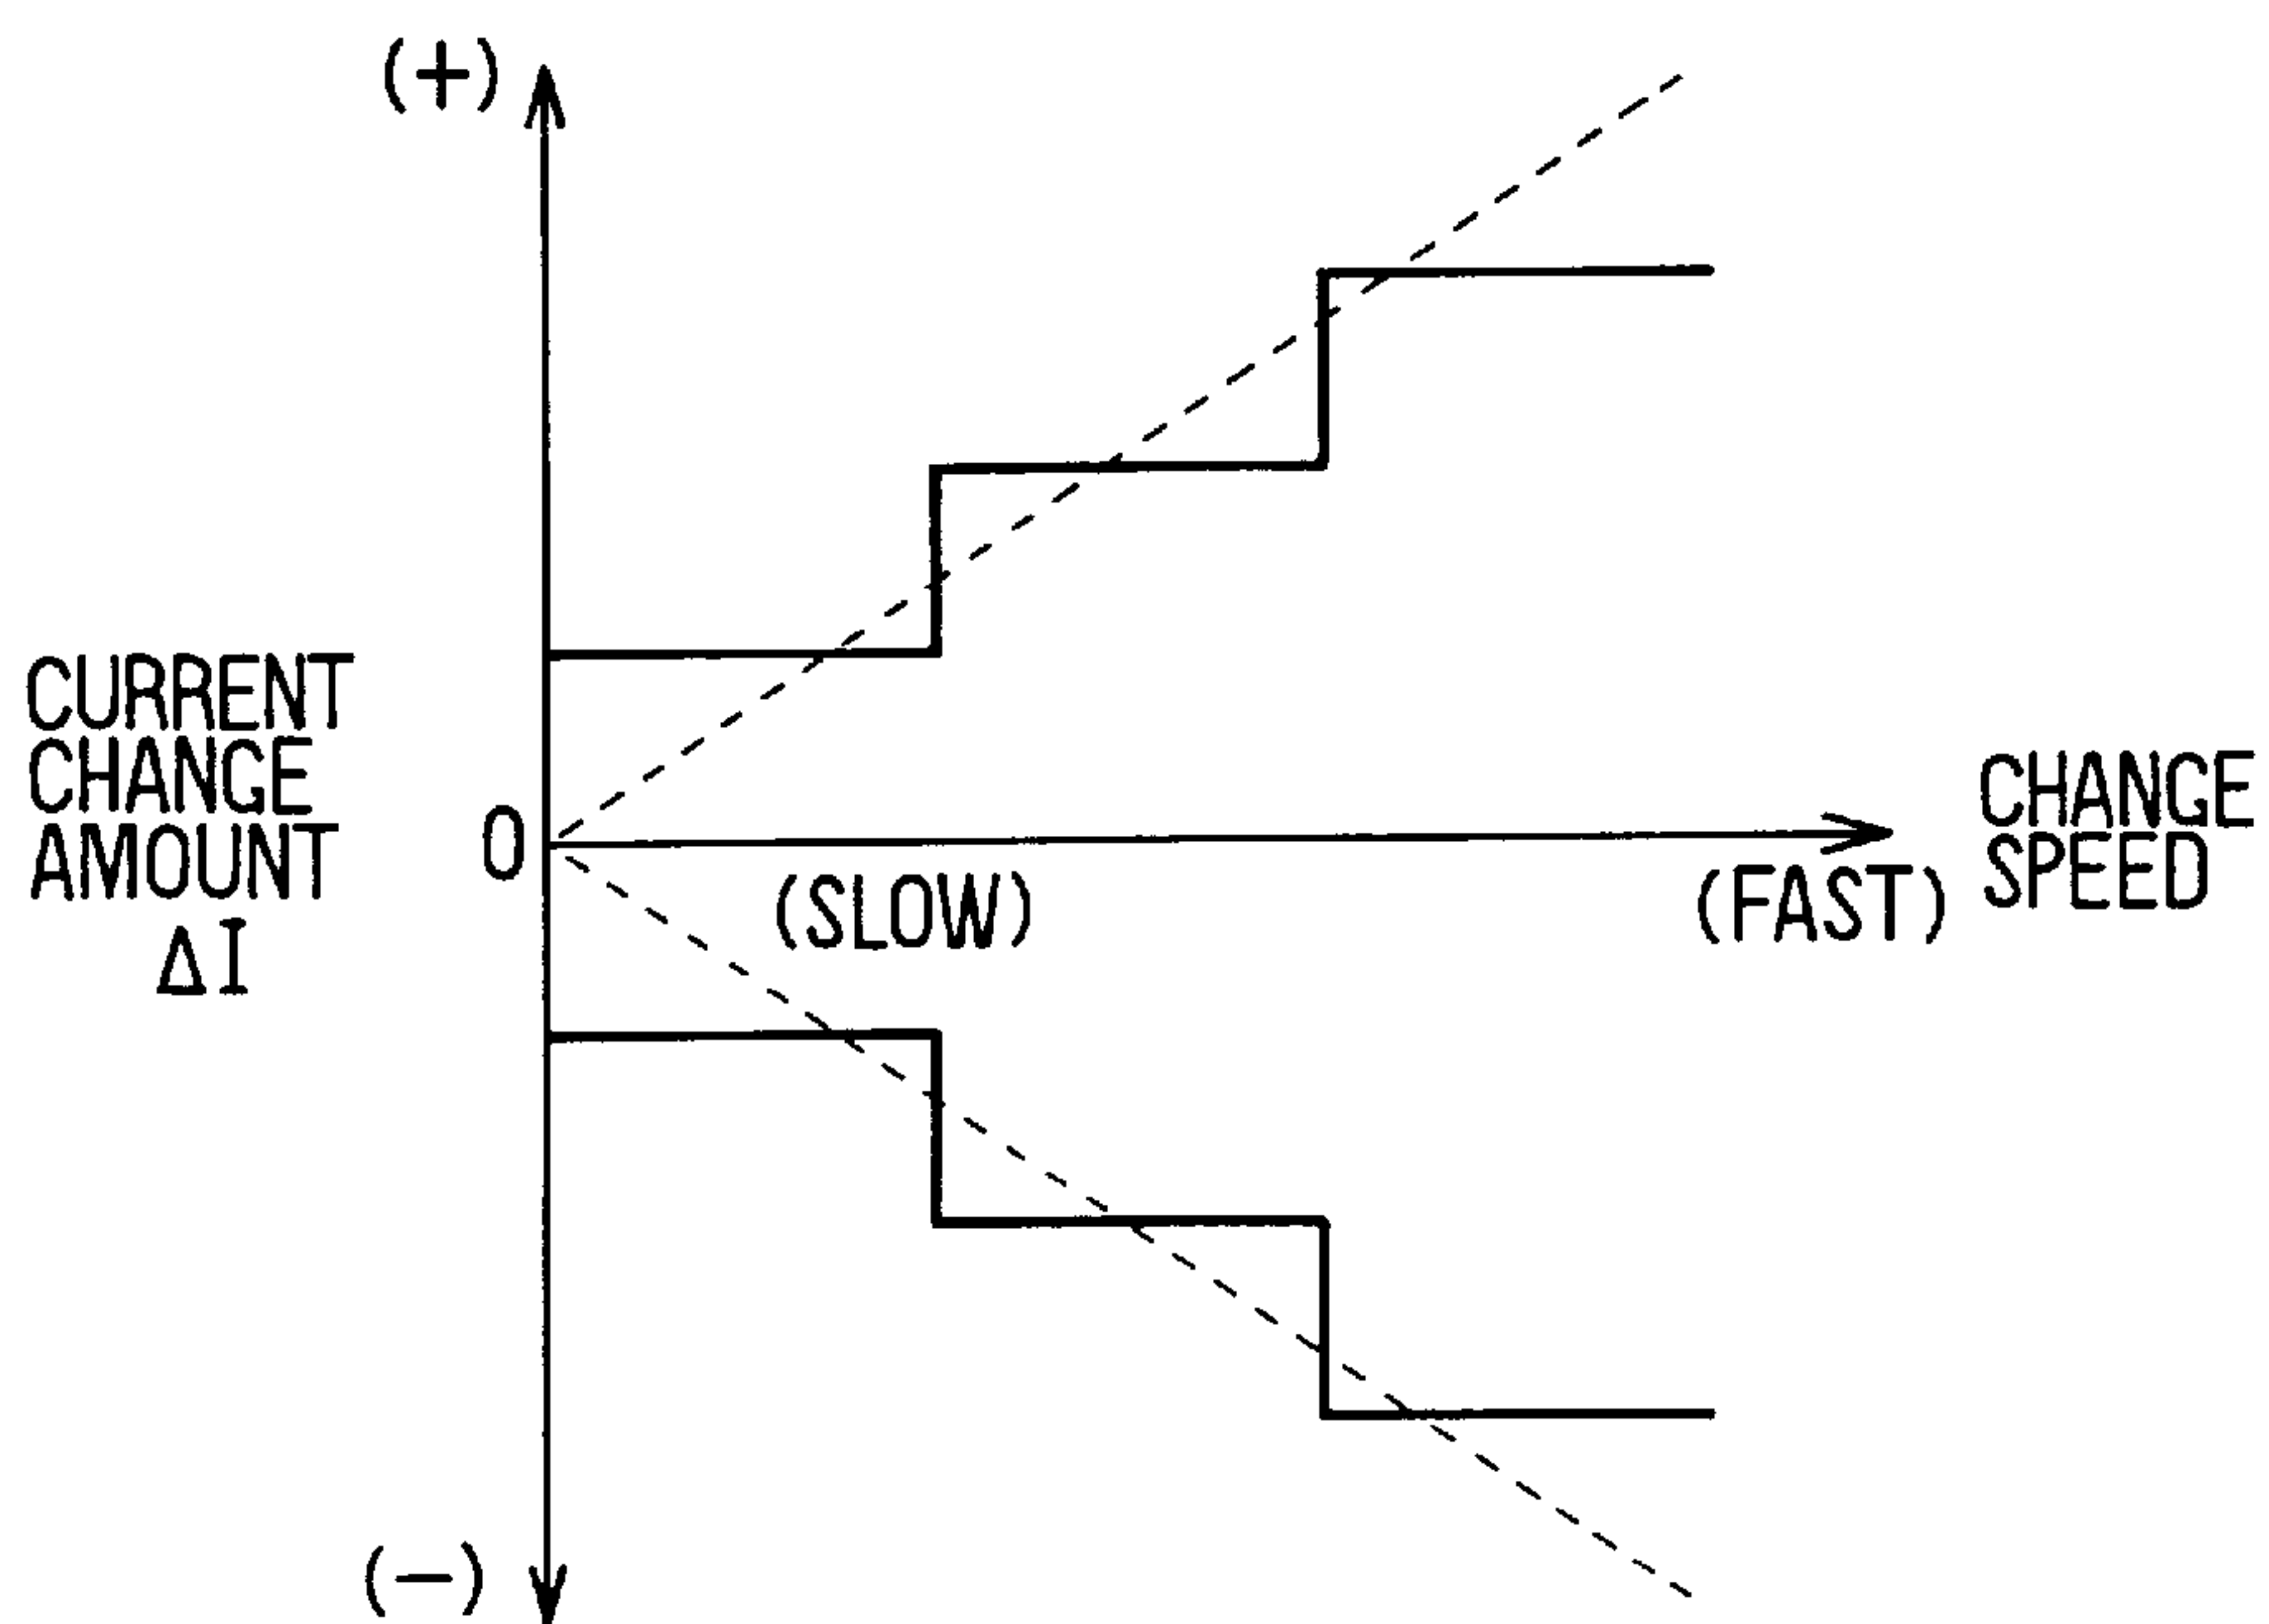 (+)
CURRENT
CHANGE
AMOUNT
ΔI
0
(SLOW)
(FAST)
CHANGE
SPEED
(−)